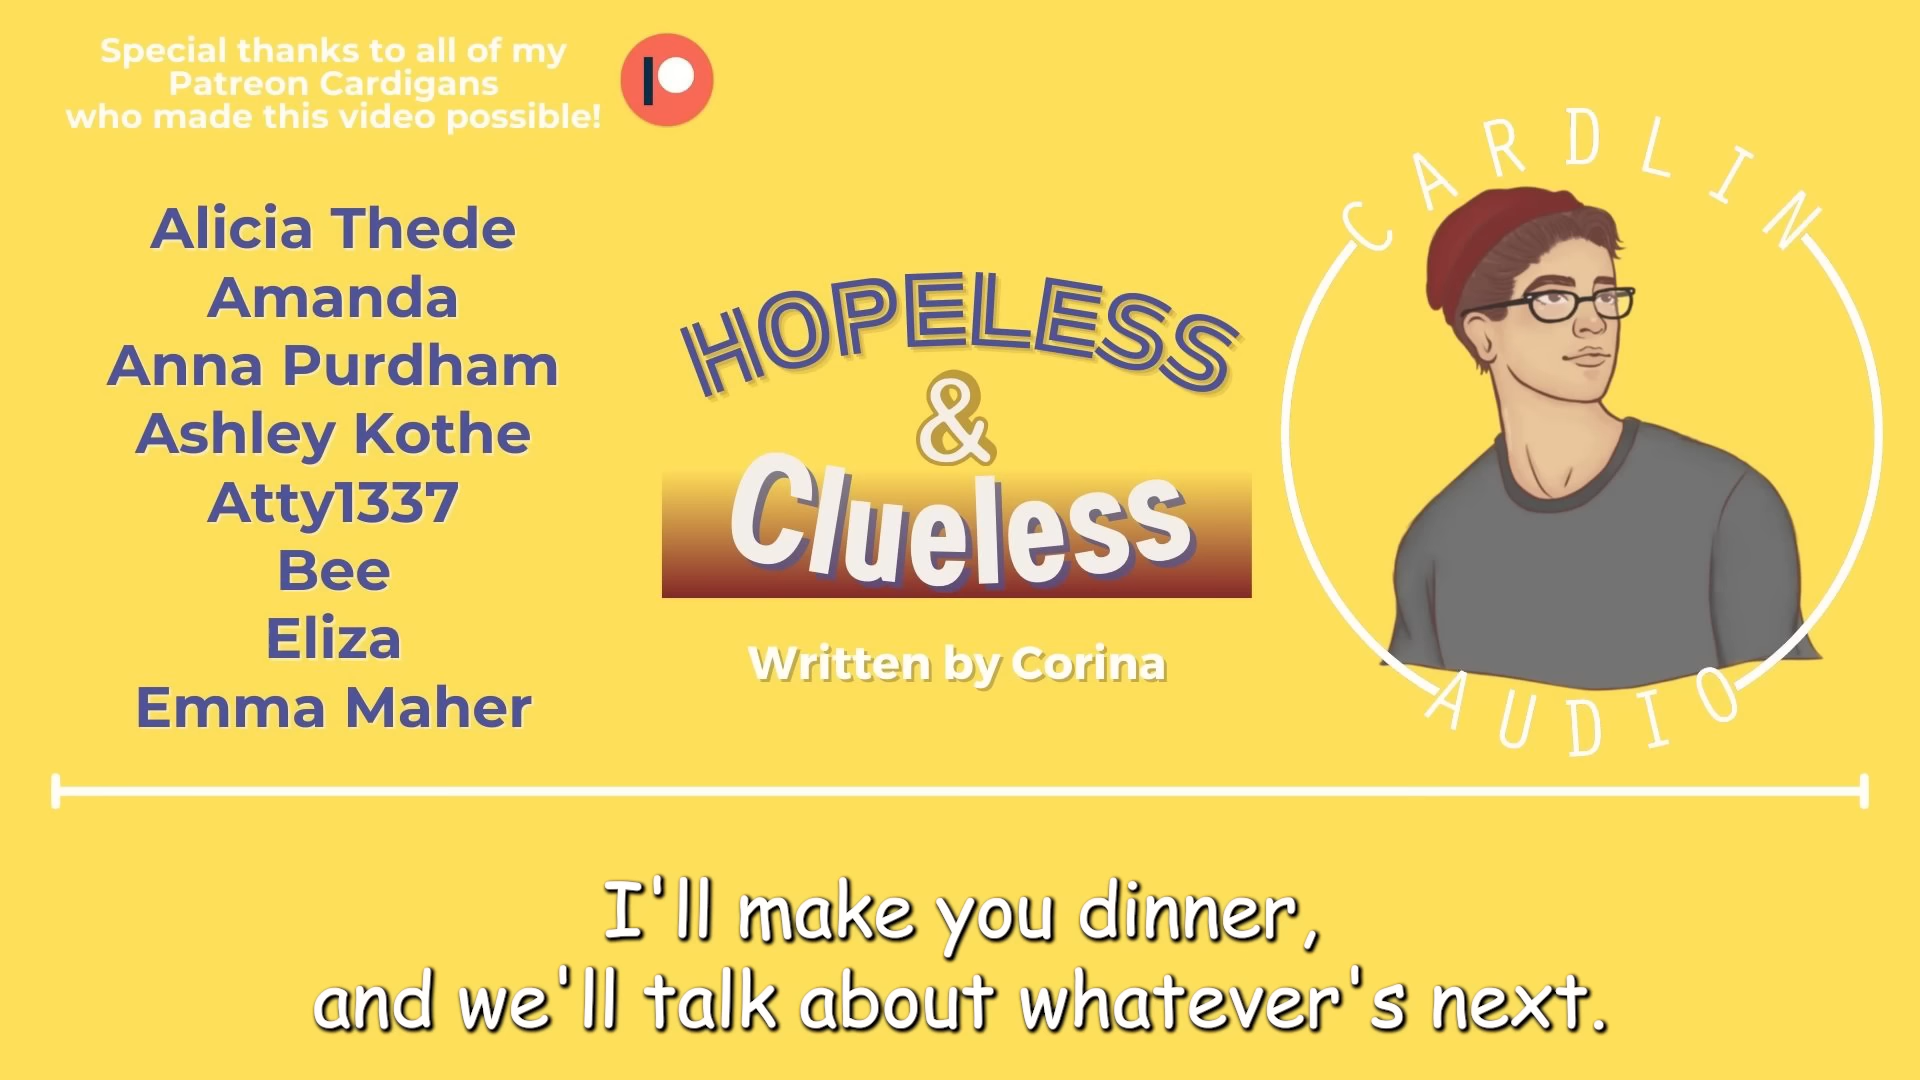 Special thanks to all of my
Patreon Cardigans
who made this video possible!
Alicia Thede
Amanda
Anna Purdham
Ashley Kothe
Atty1337
Bee
Eliza
Emma Maher
HOPELESS
&
Clueless
Written by Corina
CARDLIN
AUDIO
I'll make you dinner,
and we'll talk about whatever's next.